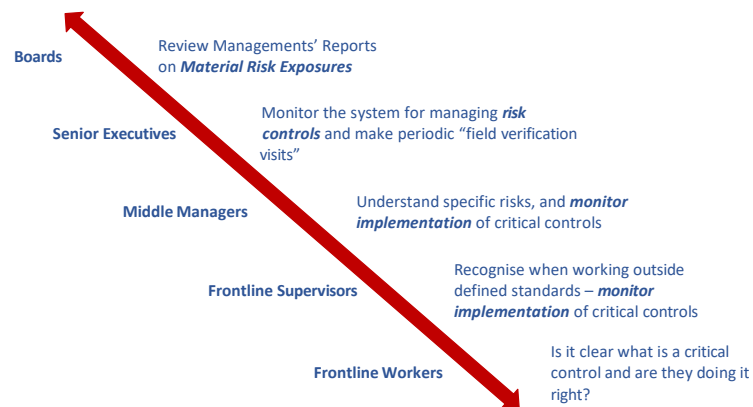 Boards
Review Managements' Reports
on Material Risk Exposures
Senior Executives
Monitor the system for managing risk
controls and make periodic “field verification
visits”
Middle Managers
Understand specific risks, and monitor
implementation of critical controls
Frontline Supervisors
Recognise when working outside
defined standards – monitor
implementation of critical controls
Frontline Workers
Is it clear what is a critical
control and are they doing it
right?